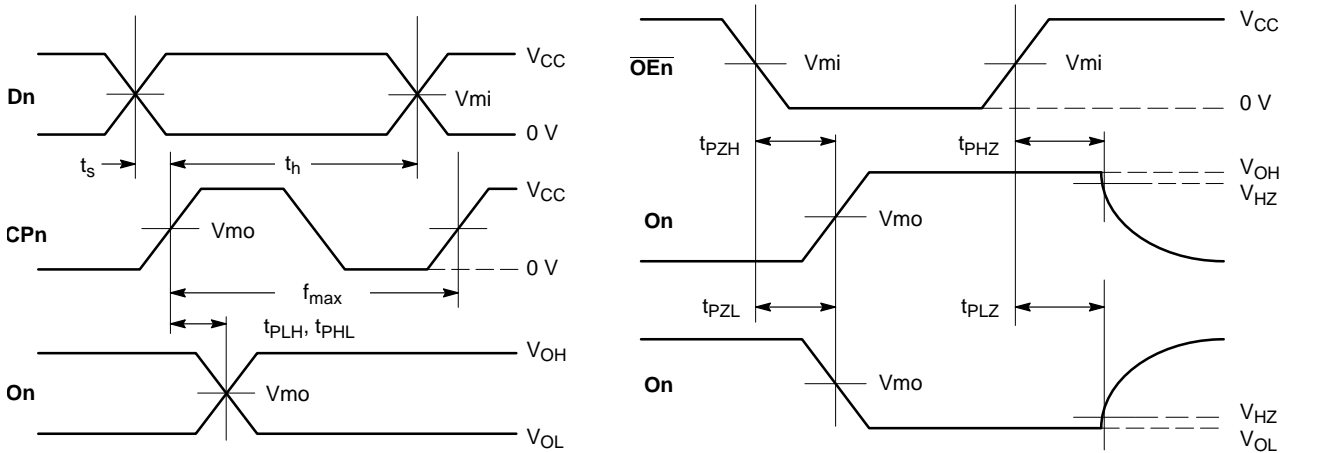 VCC
Dn
Vmi
0 V
ts
th
VCC
CPn
Vmo
0 V
fmax
tPLH, tPHL
VOH
On
Vmo
VOL
VCC
OEn
Vmi
Vmi
0 V
tPZH
tPHZ
VOH
VHZ
On
Vmo
tPZL
tPLZ
On
Vmo
VHZ
VOL